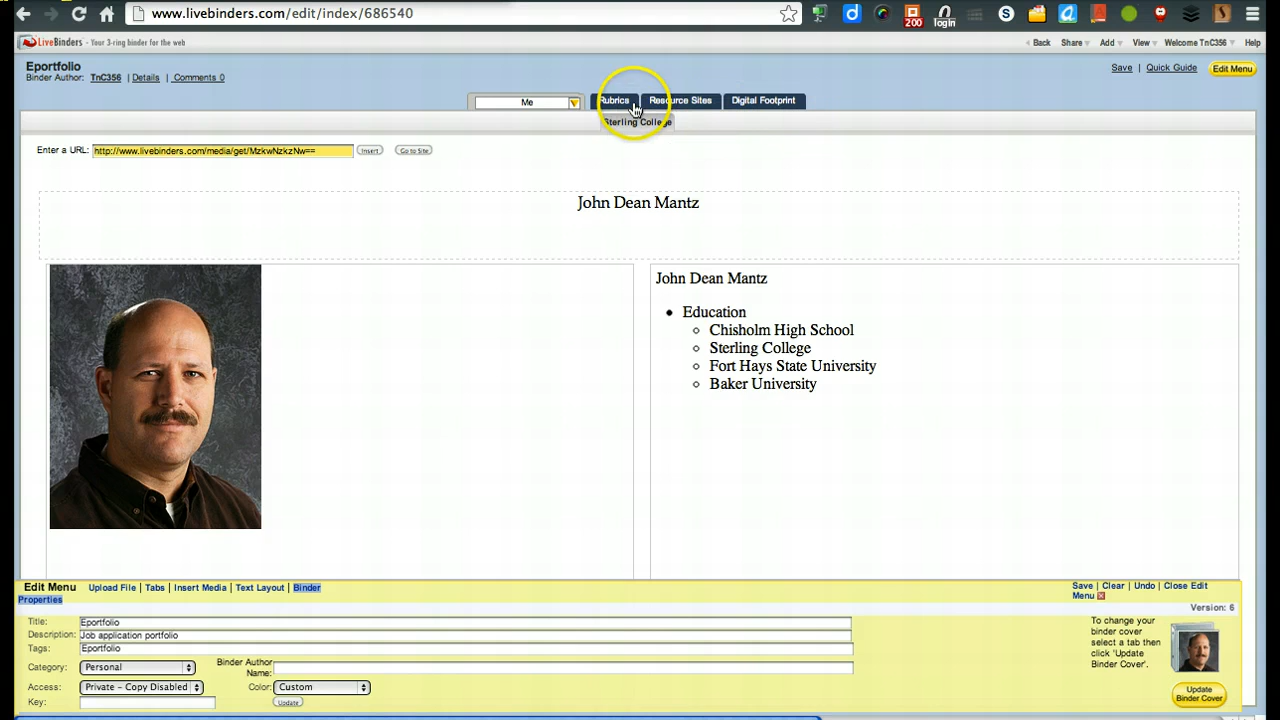 www.livebinders.com/edit/index/686540
200
login
LiveBinders - Your 3-ring binder for the web
Back Share Add View Welcome TnC356 Help
Eportfolio
Binder Author: TnC356 | Details | Comments 0
Save | Quick Guide Edit Menu
Me Rubrics Resource Sites Digital Footprint
Sterling College
Enter a URL: http://www.livebinders.com/media/get/MzkwNzkzNw== Insert Go to Site
John Dean Mantz
John Dean Mantz
Education
Chisholm High School
Sterling College
Fort Hays State University
Baker University
Edit Menu Upload File | Tabs | Insert Media | Text Layout | Binder
Properties
Save | Clear | Undo | Close Edit
Menu
Version: 6
Title: Eportfolio
Description: Job application portfolio
Tags: Eportfolio
Category: Personal
Binder Author
Name:
Access: Private - Copy Disabled Color: Custom
Key: Update
To change your
binder cover
select a tab then
click 'Update
Binder Cover'.
Update
Binder Cover